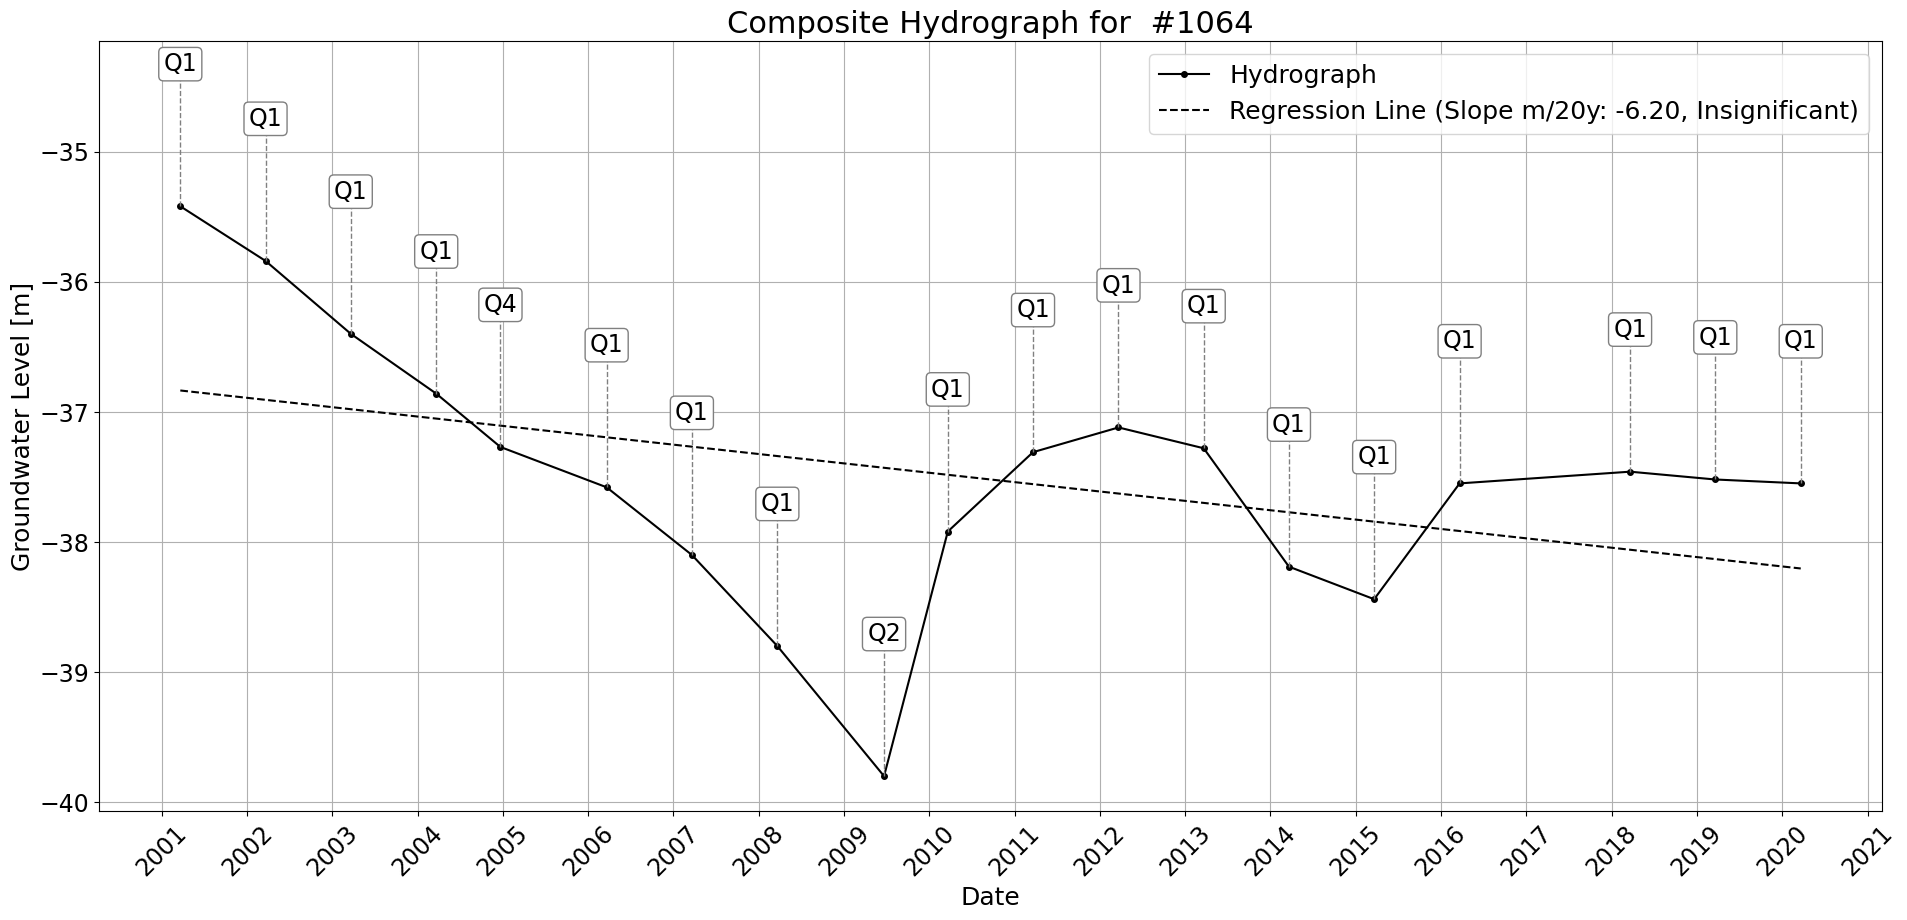 Composite Hydrograph for #1064
Hydrograph
Regression Line (Slope m/20y: -6.20, Insignificant)
Groundwater Level [m]
−35
−36
−37
−38
−39
−40
Q1
Q1
Q1
Q1
Q4
Q1
Q1
Q1
Q2
Q1
Q1
Q1
Q1
Q1
Q1
Q1
Q1
Q1
Q1
2001
2002
2003
2004
2005
2006
2007
2008
2009
2010
2011
2012
2013
2014
2015
2016
2017
2018
2019
2020
2021
Date